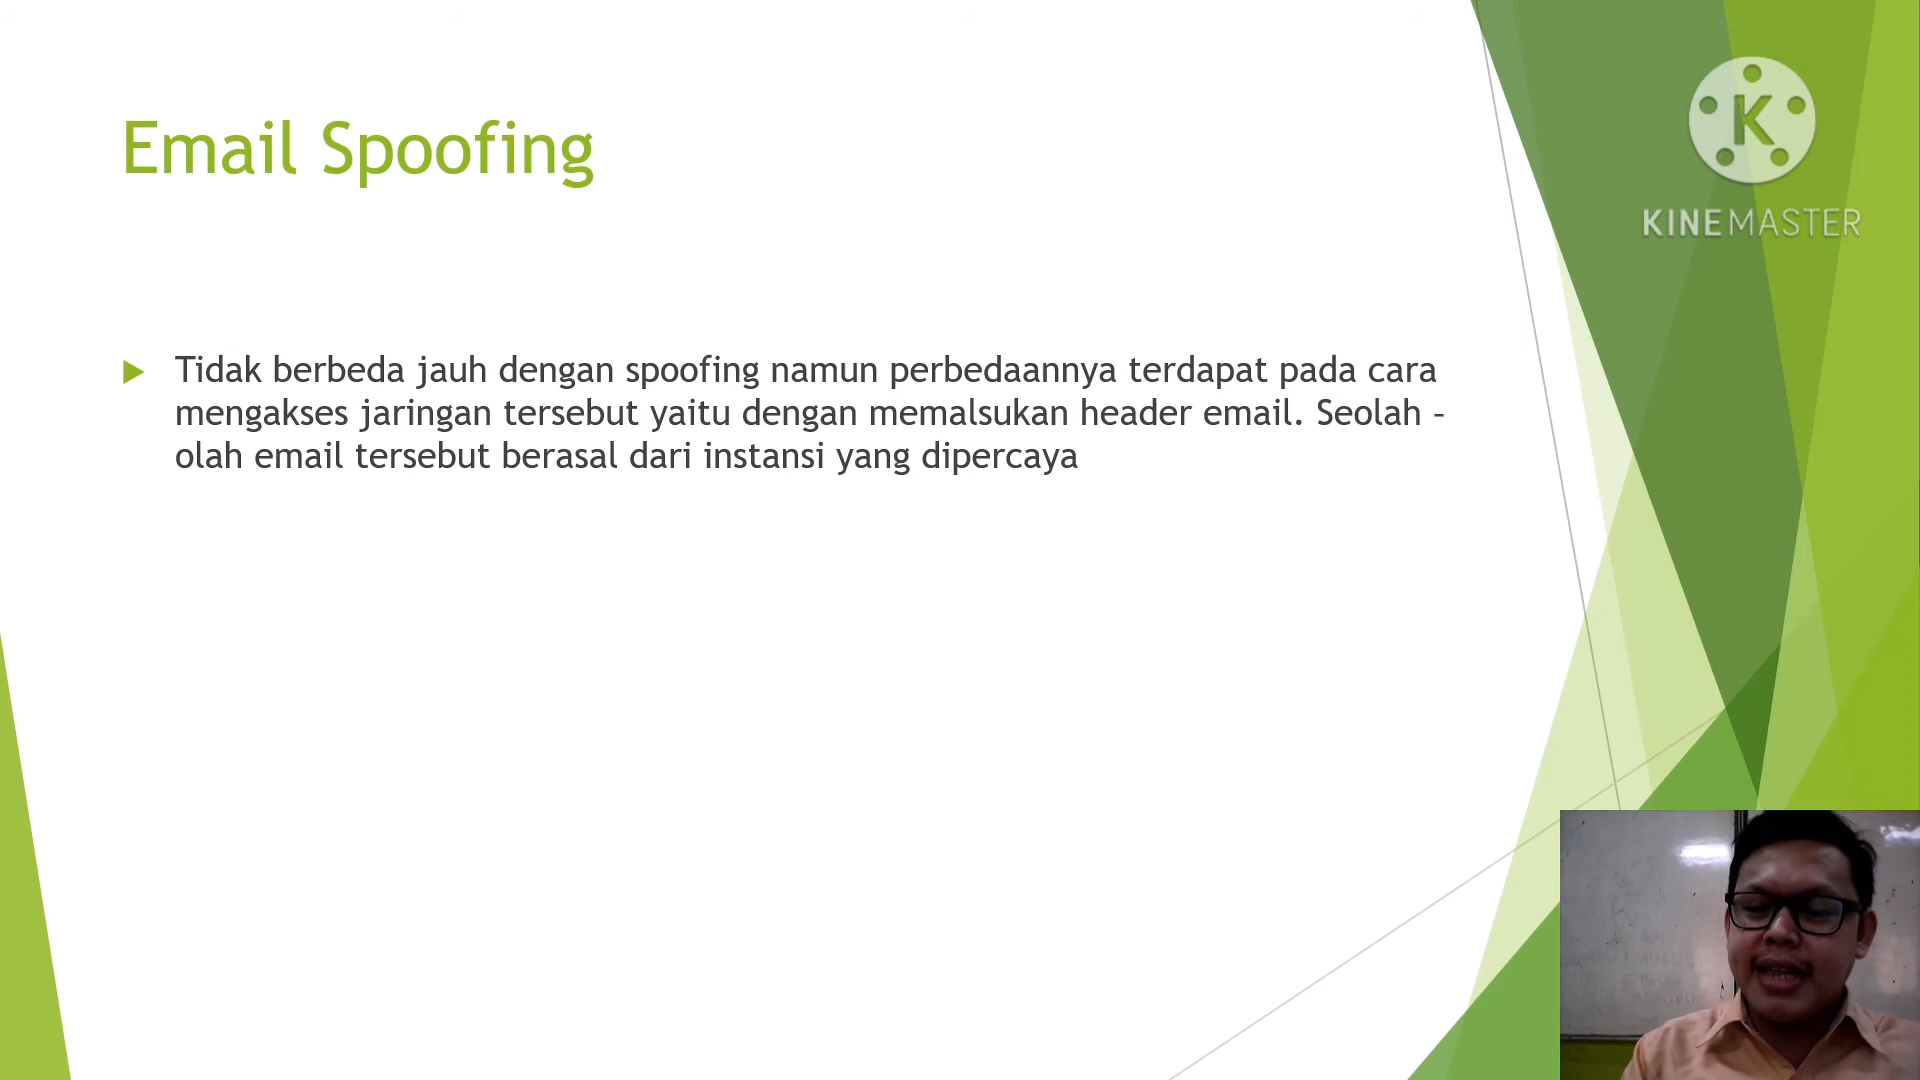 Email Spoofing
K
KINEMASTER
Tidak berbeda jauh dengan spoofing namun perbedaannya terdapat pada cara
mengakses jaringan tersebut yaitu dengan memalsukan header email. Seolah –
olah email tersebut berasal dari instansi yang dipercaya